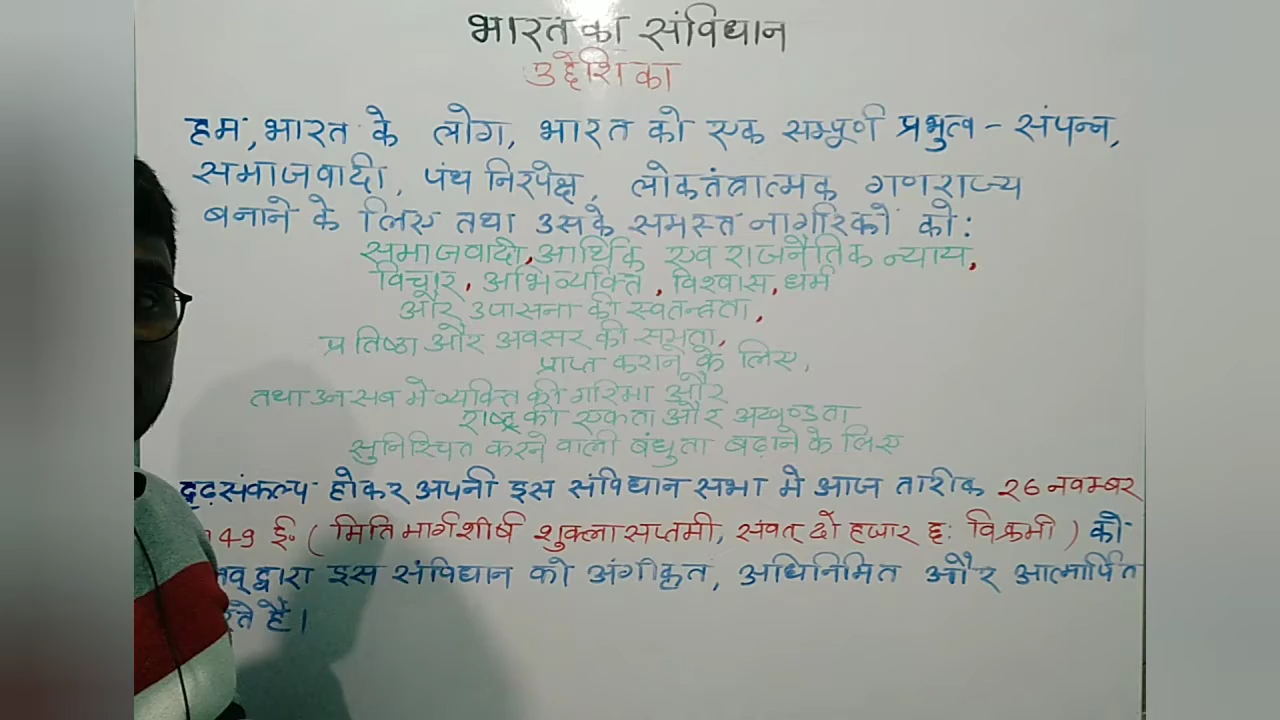 भारत का संविधान
उद्देशिका
हम, भारत के लोग, भारत को एक सम्पूर्ण प्रभुत्व - संपन्न,
समाजवादी, पंथ निरपेक्ष, लोकतंत्रात्मक गणराज्य
बनाने के लिए तथा उसके समस्त नागरिकों को:
समाजवादी, आर्थिक एव राजनैतिक न्याय,
विचार, अभिव्यक्ति, विश्वास, धर्म
और उपासना की स्वतन्त्रता,
प्रतिष्ठा और अवसर की समता,
प्राप्त कराने के लिए,
तथा उन सब मे व्यक्ति की गरिमा और
राष्ट्र की एकता और अखण्डता
सुनिश्चित करने वाली बंधुता बढ़ाने के लिए
दृढ़संकल्प होकर अपनी इस संविधान सभा मे आज तारीक 26 नवम्बर
949 ई. ( मिति मार्गशीर्ष शुक्ला सप्तमी, संवत् दो हजार छ: विक्रमी ) को
द्वारा इस संविधान को अंगीकृत, अधिनिमित और आत्मार्पित
हैं।